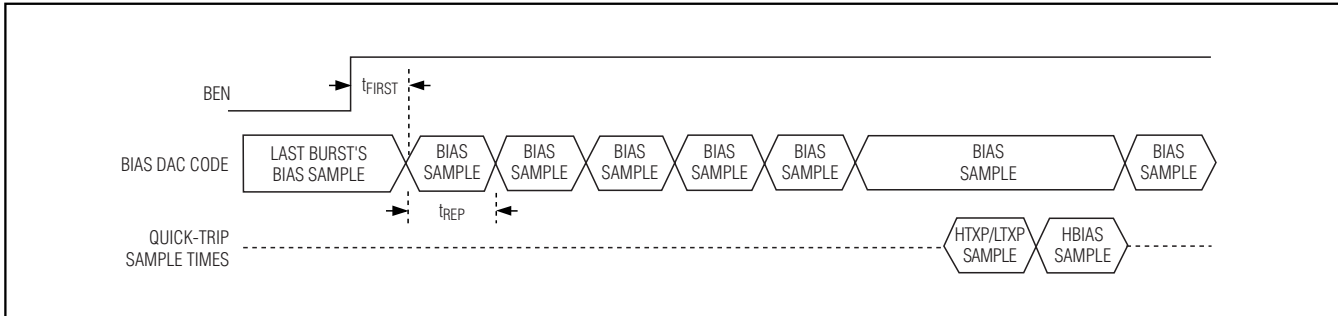 BEN
tFIRST
BIAS DAC CODE
LAST BURST'S
BIAS SAMPLE
BIAS
SAMPLE
BIAS
SAMPLE
BIAS
SAMPLE
BIAS
SAMPLE
BIAS
SAMPLE
BIAS
SAMPLE
BIAS
SAMPLE
tREP
QUICK-TRIP
SAMPLE TIMES
HTXP/LTXP
SAMPLE
HBIAS
SAMPLE